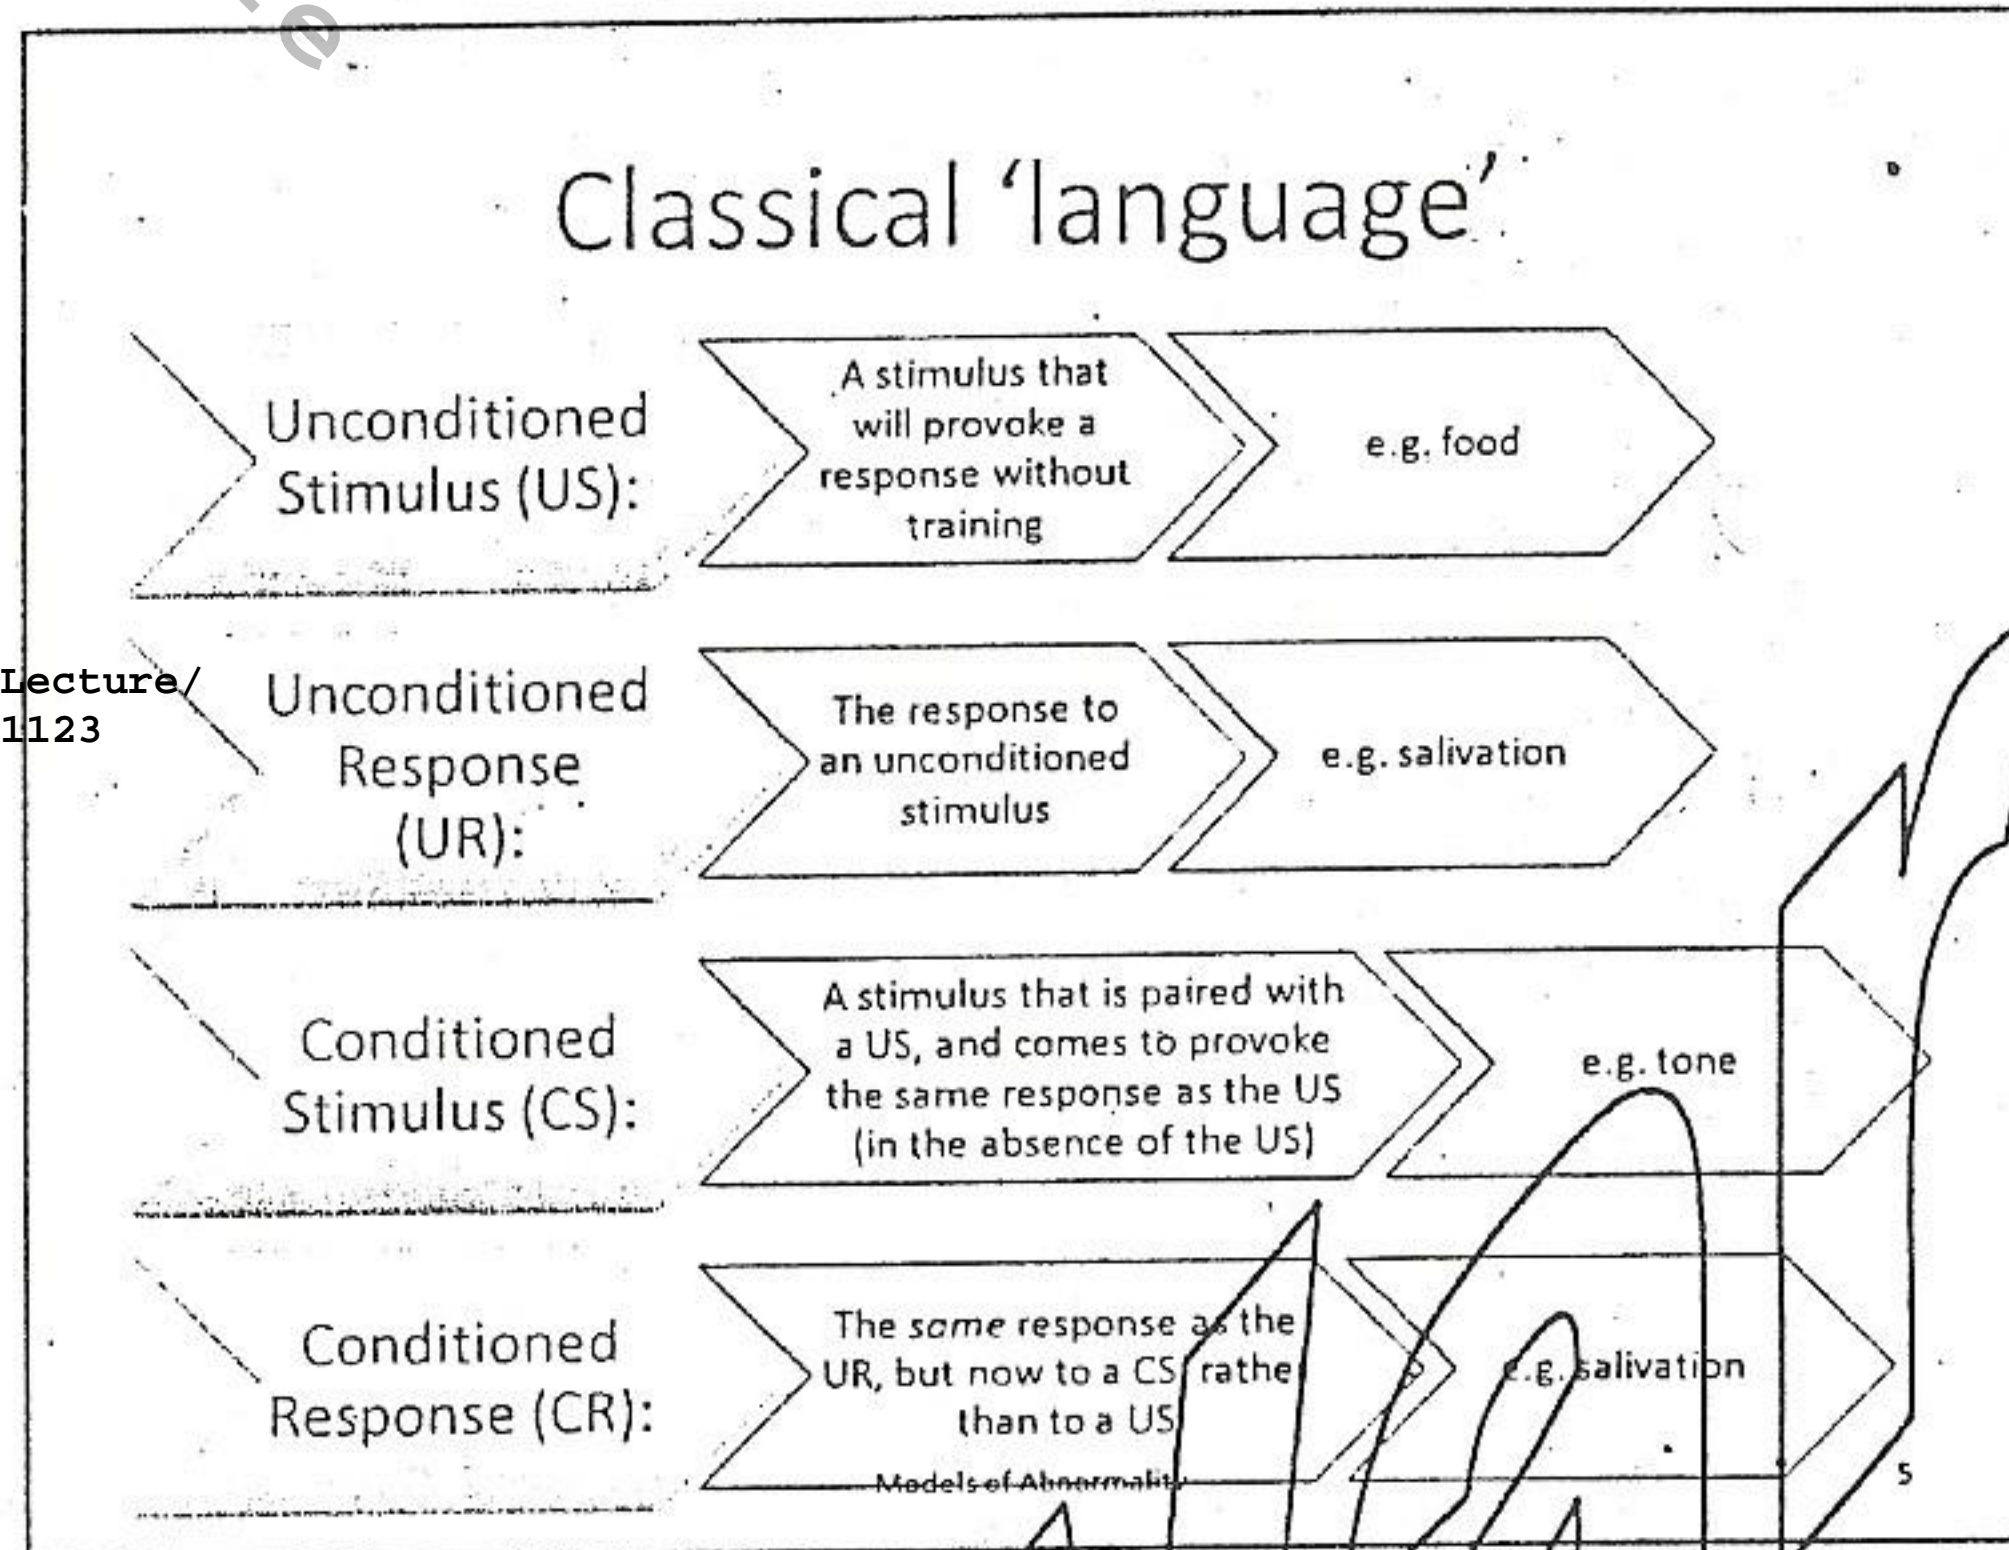 Classical ‘language’
Unconditioned
Stimulus (US):
A stimulus that
will provoke a
response without
training
e.g. food
Lecture/
1123
Unconditioned
Response
(UR):
The response to
an unconditioned
stimulus
e.g. salivation
Conditioned
Stimulus (CS):
A stimulus that is paired with
a US, and comes to provoke
the same response as the US
(in the absence of the US)
e.g. tone
Conditioned
Response (CR):
The same response as the
UR, but now to a CS rather
than to a US
e.g. salivation
Models of Abnormality
5